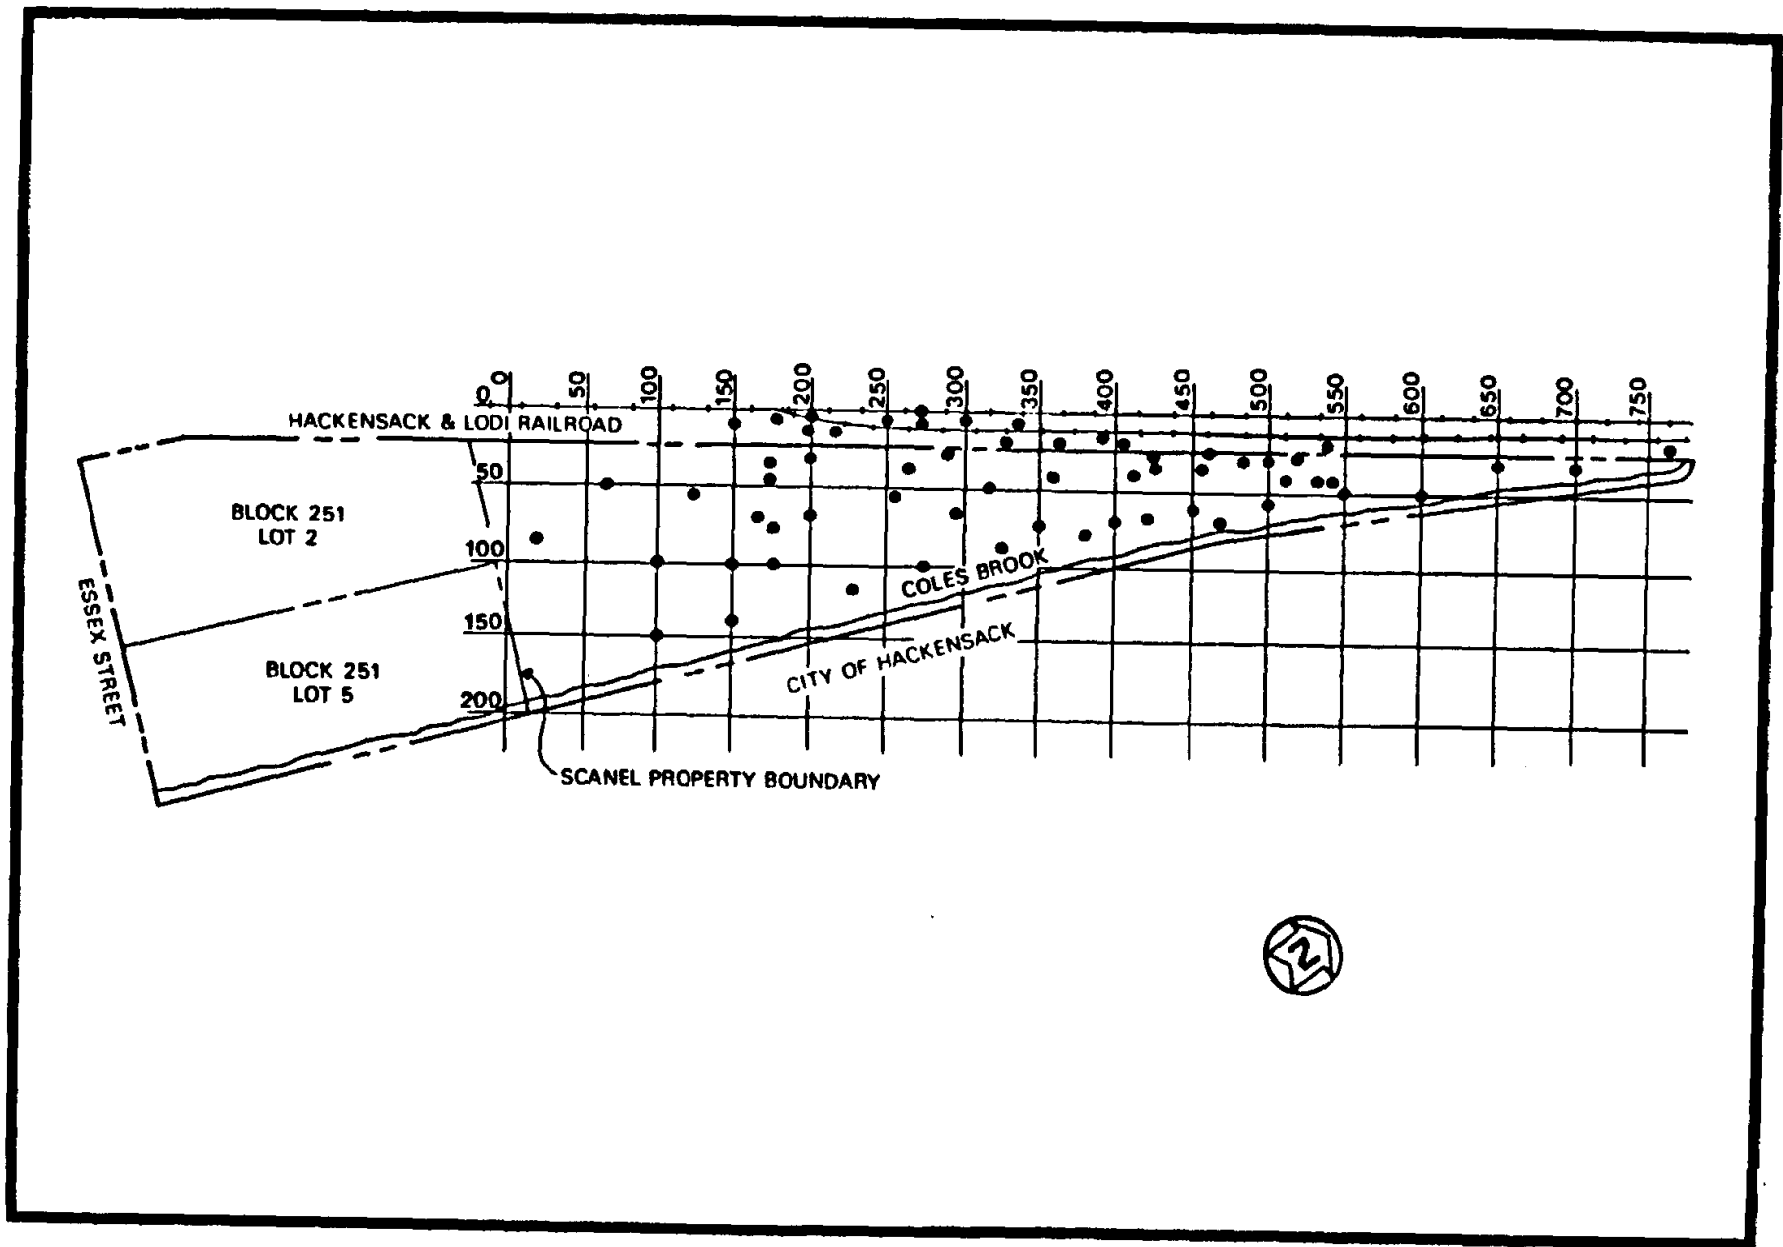 0 50 100 150 200 250 300 350 400 450 500 550 600 650 700 750
0
HACKENSACK & LODI RAILROAD
50
BLOCK 251
LOT 2
100
COLES BROOK
ESSEX STREET
150
CITY OF HACKENSACK
BLOCK 251
LOT 5
200
SCANEL PROPERTY BOUNDARY
2